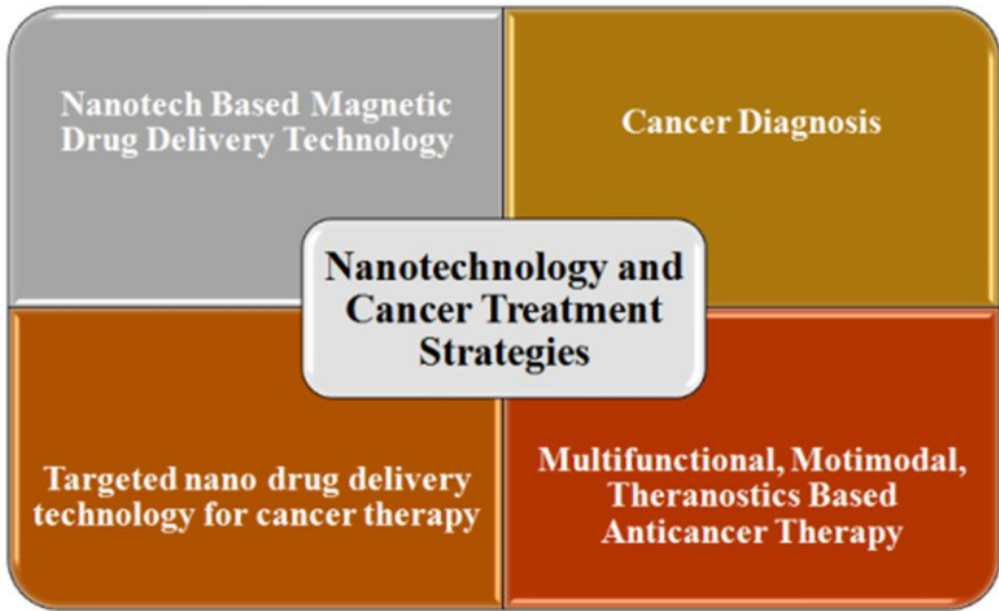 Nanotech Based Magnetic
Drug Delivery Technology
Cancer Diagnosis
Nanotechnology and
Cancer Treatment
Strategies
Targeted nano drug delivery
technology for cancer therapy
Multifunctional, Motimodal,
Theranostics Based
Anticancer Therapy